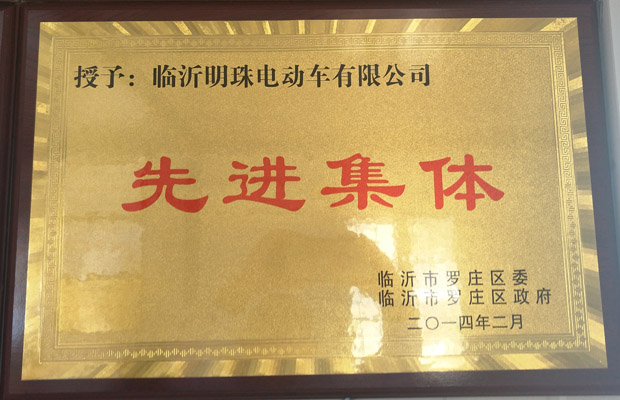 授予：临沂明珠电动车有限公司
先进集体
临沂市罗庄区委
临沂市罗庄区政府
二〇一四年二月